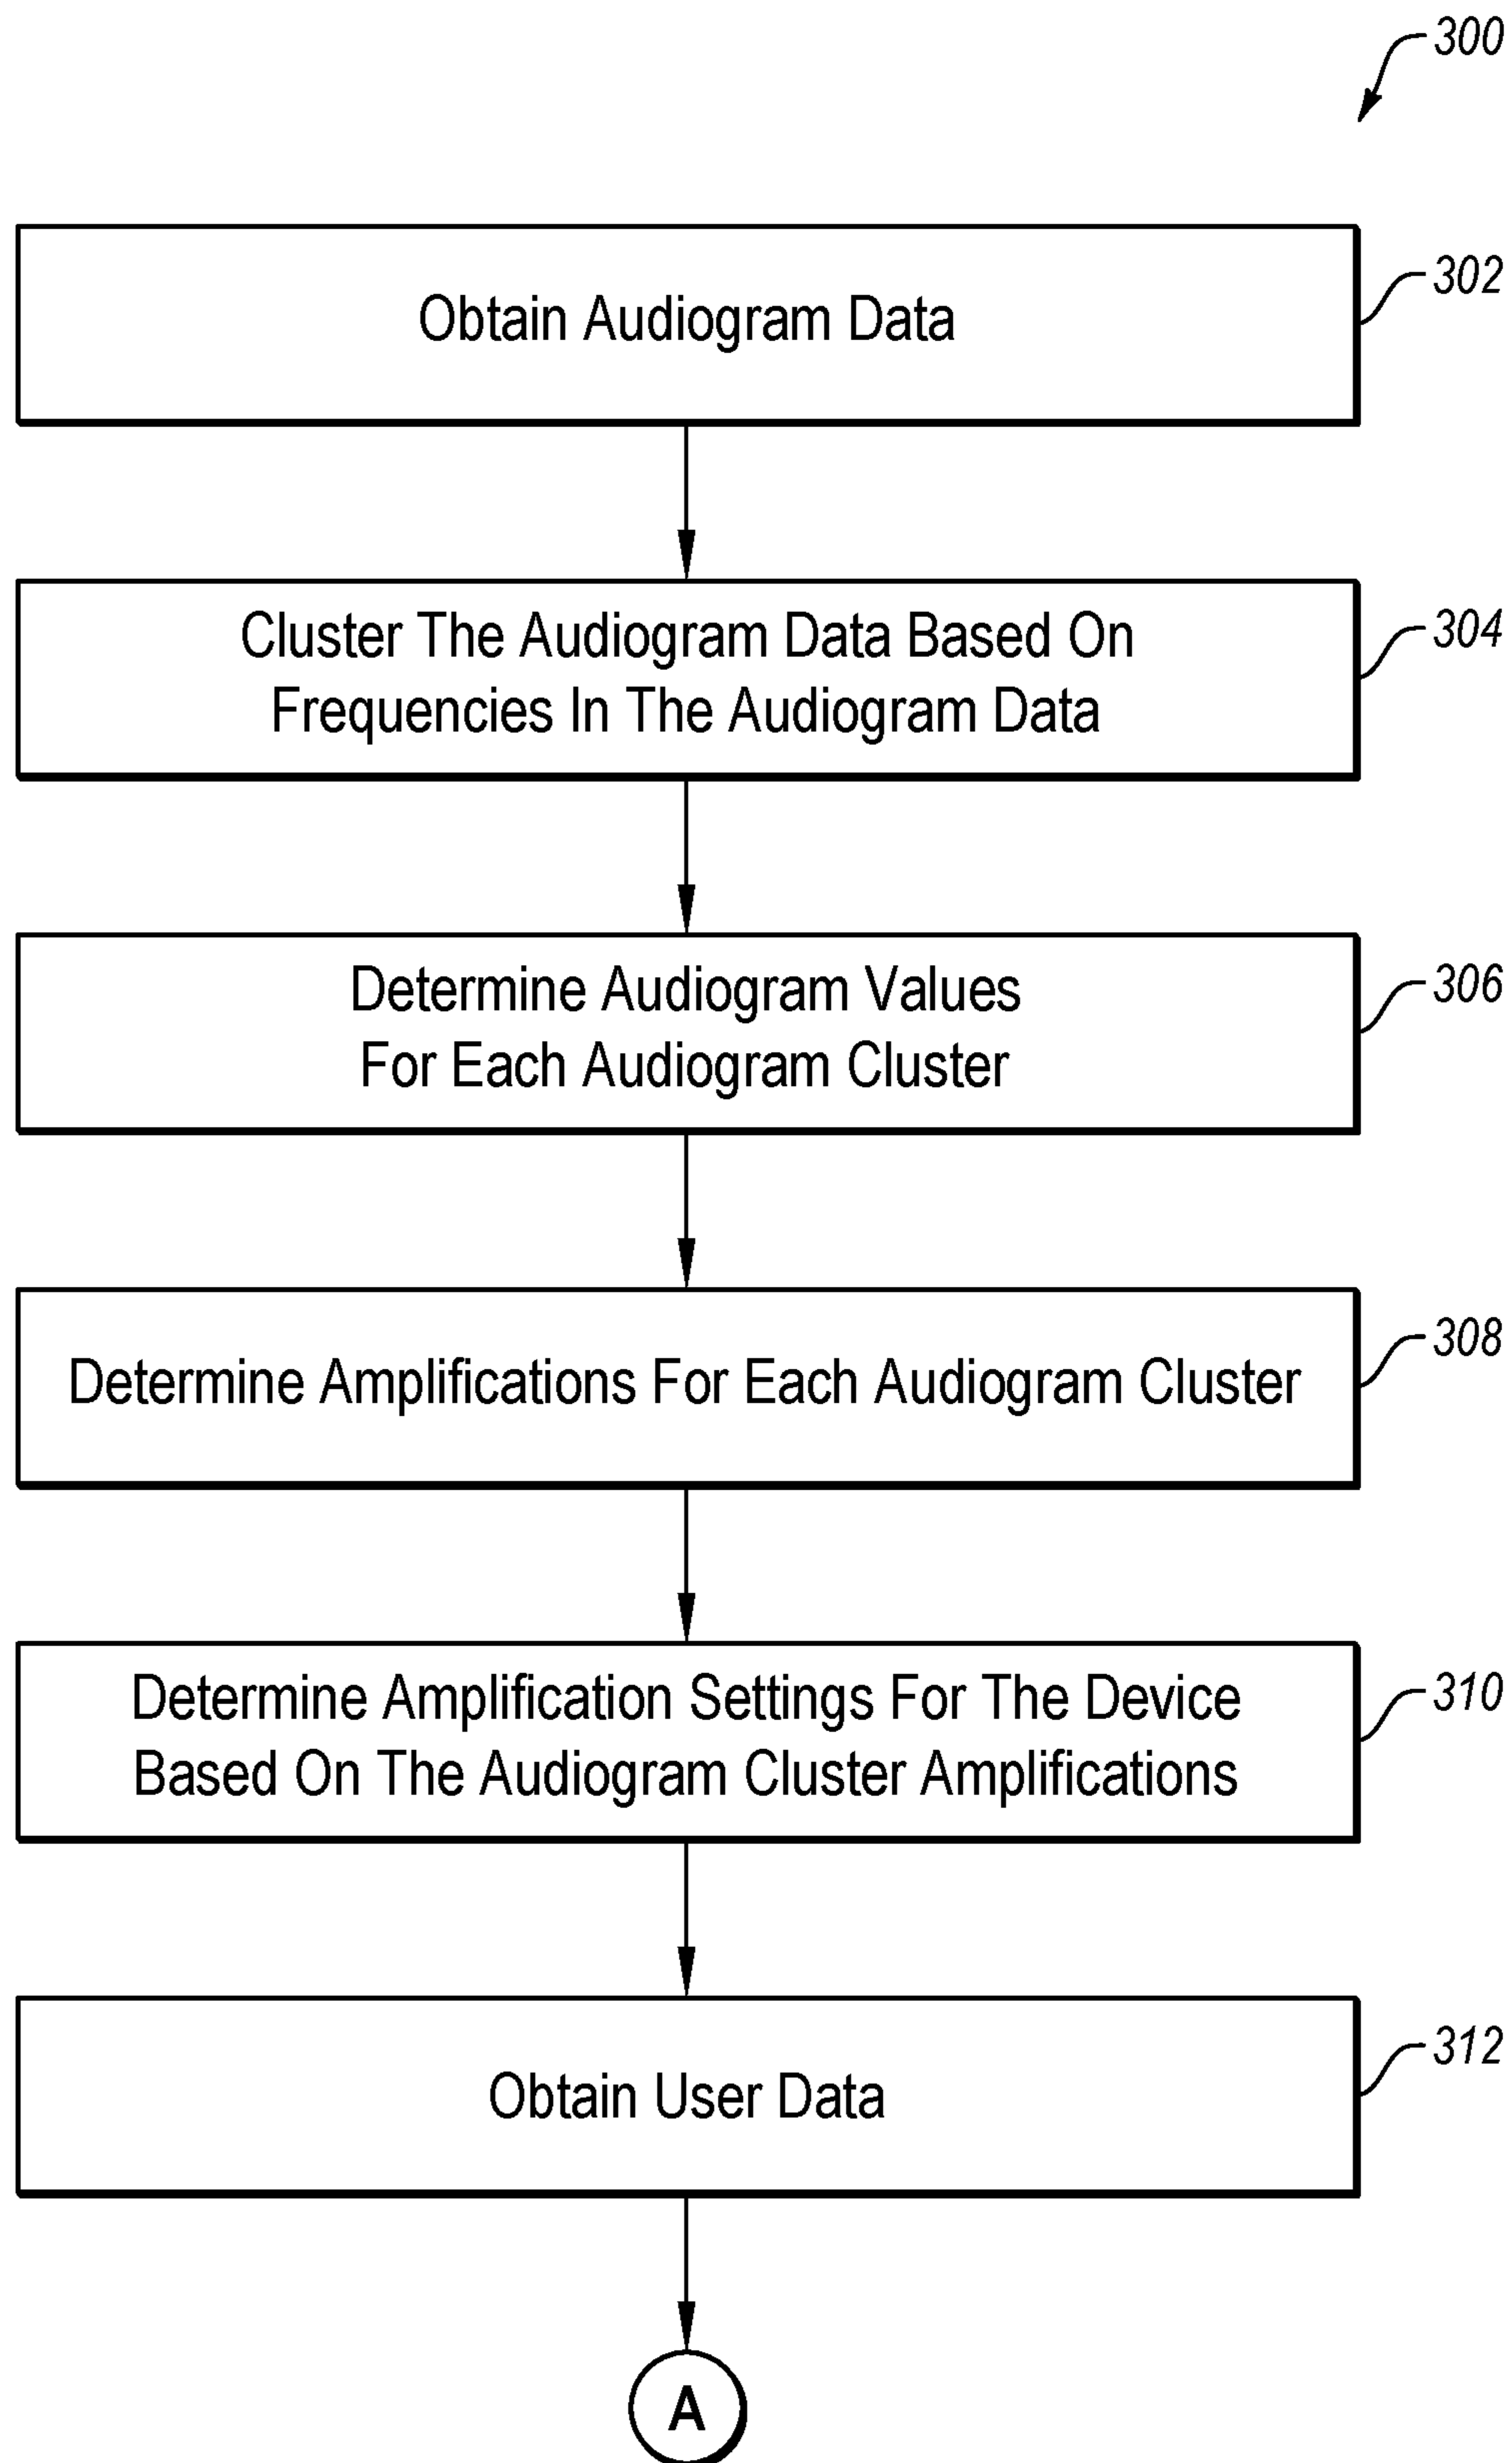 300
Obtain Audiogram Data
302
Cluster The Audiogram Data Based On
Frequencies In The Audiogram Data
304
Determine Audiogram Values
For Each Audiogram Cluster
306
Determine Amplifications For Each Audiogram Cluster
308
Determine Amplification Settings For The Device
Based On The Audiogram Cluster Amplifications
310
Obtain User Data
312
A